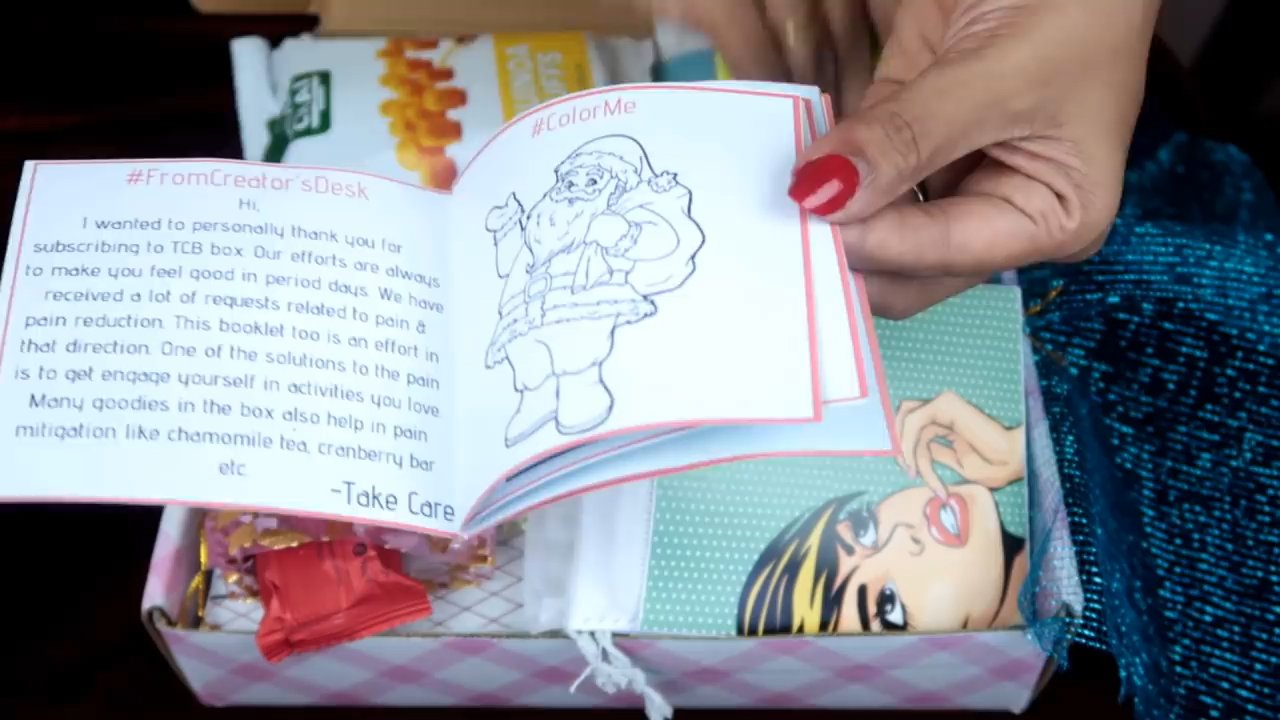 #FromCreator'sDesk
Hi,
I wanted to personally thank you for
subscribing to TCB box. Our efforts are always
to make you feel good in period days. We have
received a lot of requests related to pain &
pain reduction. This booklet too is an effort in
that direction. One of the solutions to the pain
is to get engage yourself in activities you love.
Many goodies in the box also help in pain
mitigation like chamomile tea, cranberry bar
etc.
-Take Care
#ColorMe